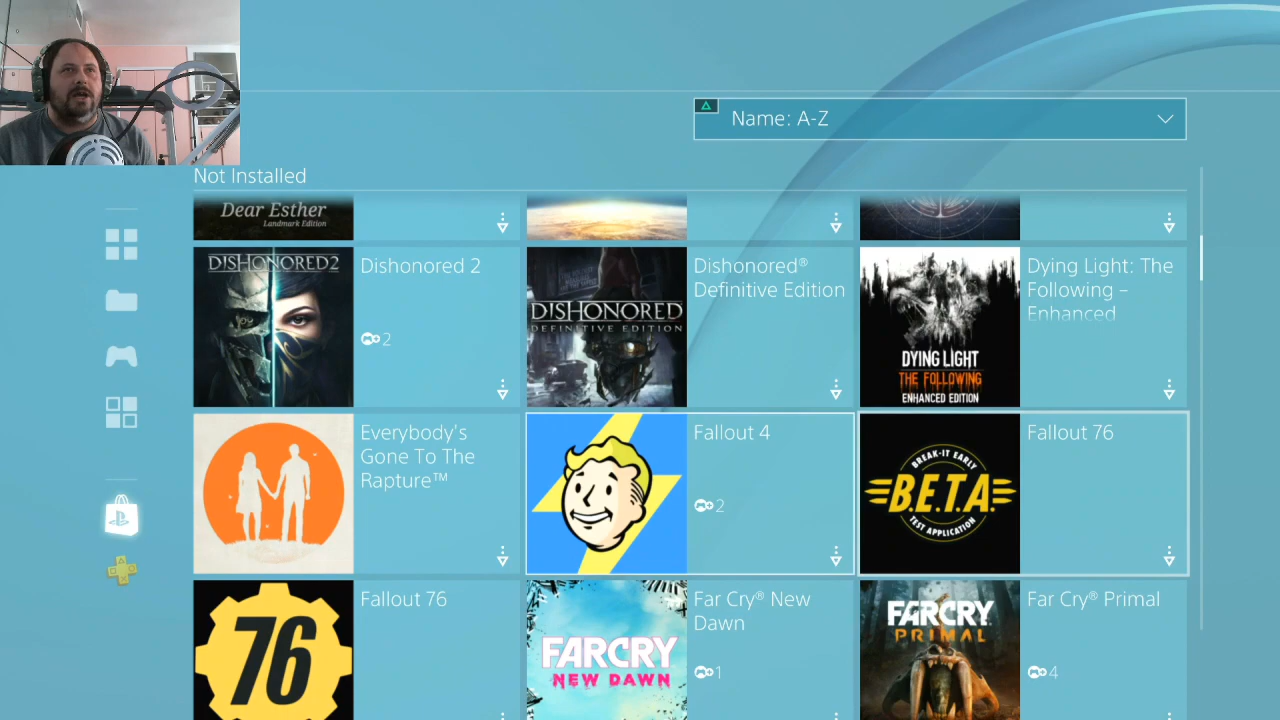 Name: A-Z
Not Installed
Dear Esther
Landmark Edition
DISHONORED2
Dishonored 2
2
DISHONORED
DEFINITIVE EDITION
Dishonored®
Definitive Edition
DYING LIGHT
THE FOLLOWING
ENHANCED EDITION
Dying Light: The
Following –
Enhanced
Everybody's
Gone To The
Rapture™
Fallout 4
2
BREAK-IT EARLY
B.E.T.A.
TEST APPLICATION
Fallout 76
76
Fallout 76
FARCRY
NEW DAWN
Far Cry® New
Dawn
1
FARCRY
PRIMAL
Far Cry® Primal
4